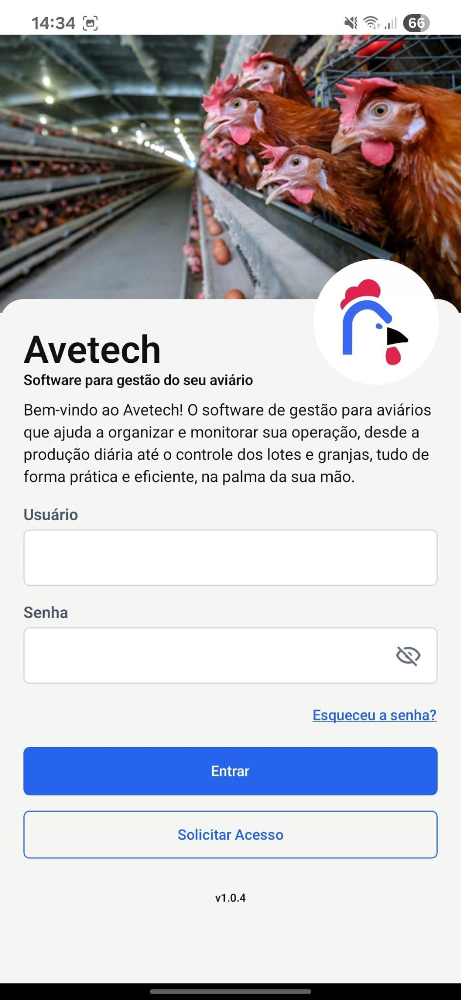 14:34
66
Avetech
Software para gestão do seu aviário
Bem-vindo ao Avetech! O software de gestão para aviários
que ajuda a organizar e monitorar sua operação, desde a
produção diária até o controle dos lotes e granjas, tudo de
forma prática e eficiente, na palma da sua mão.
Usuário
Senha
Esqueceu a senha?
Entrar
Solicitar Acesso
v1.0.4